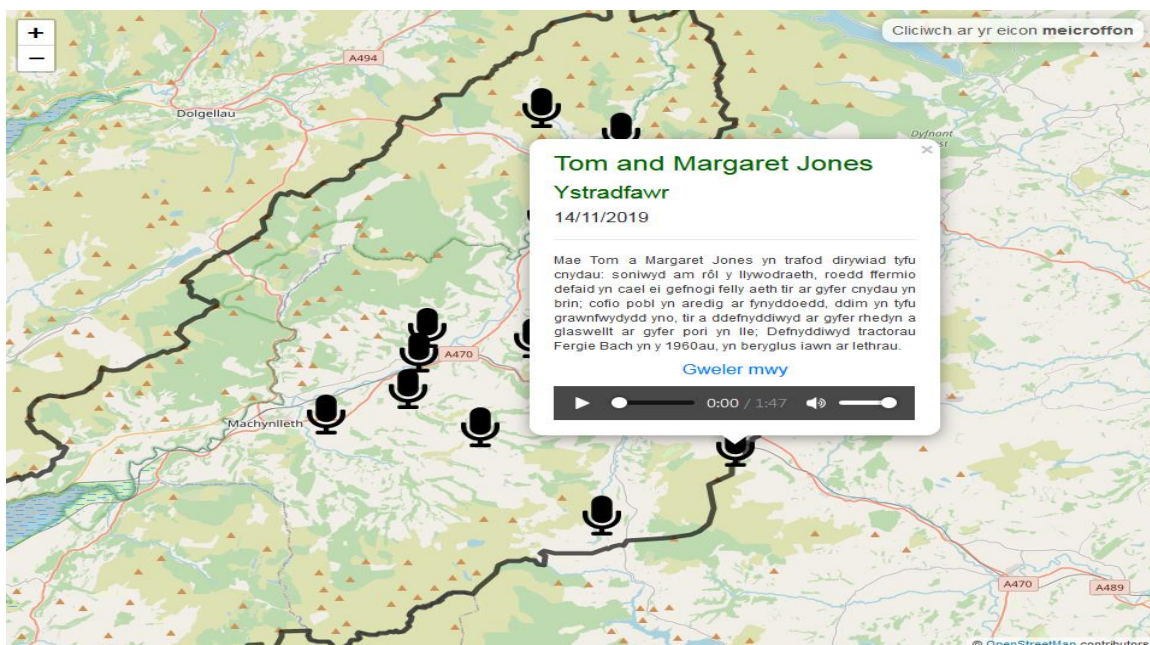 +
−
Cliciwch ar yr eicon meicroffon
A494
Dolgellau
Dyfnant
×
Tom and Margaret Jones
Ystradfawr
14/11/2019
Mae Tom a Margaret Jones yn trafod dirywiad tyfu
cnydau: soniwyd am rôl y llywodraeth, roedd ffermio
defaid yn cael ei gefnogi felly aeth tir ar gyfer cnydau yn
brin; cofio pobl yn aredig ar fynyddoedd, ddim yn tyfu
grawnfwydydd yno, tir a ddefnyddiwyd ar gyfer rhedyn a
glaswellt ar gyfer pori yn lle; Defnyddiwyd tractorau
Fergie Bach yn y 1960au, yn beryglus iawn ar lethrau.
Gweler mwy
0:00 / 1:47
A470
Machynlleth
A470
A489
© OpenStreetMap contributors